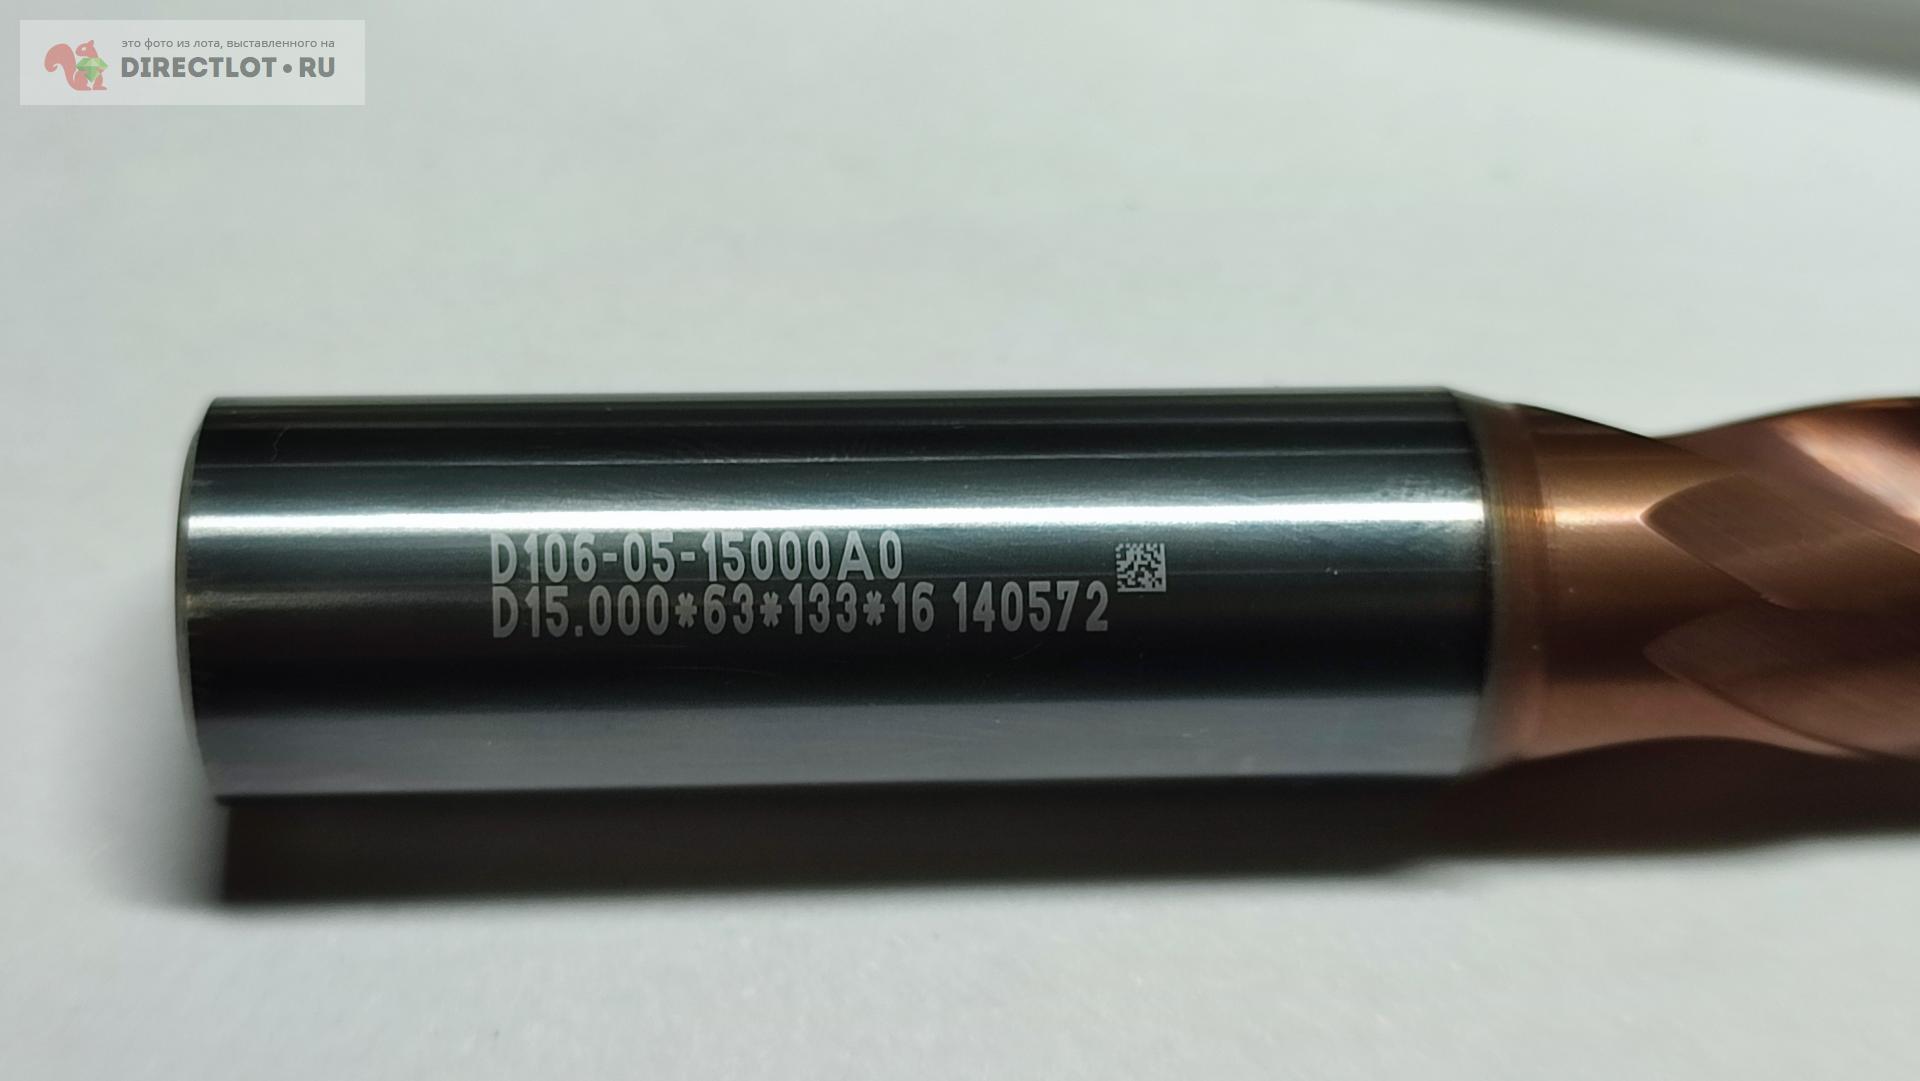 это фото из лота, выставленного на
DIRECTLOT•RU
D106-05-15000A0
D15.000*63*133*16 140572